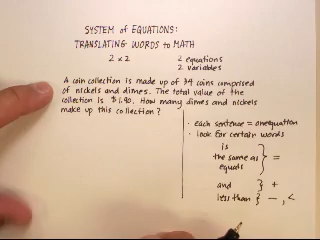 SYSTEM of EQUATIONS:
TRANSLATING WORDS to MATH
2 x 2
2 equations
2 variables
A coin collection is made up of 34 coins comprised
of nickels and dimes. The total value of the
collection is $1.90. How many dimes and nickels
make up this collection?
· each sentence = one equation
· look for certain words
is
the same as } =
equals
and } +
less than } -, <